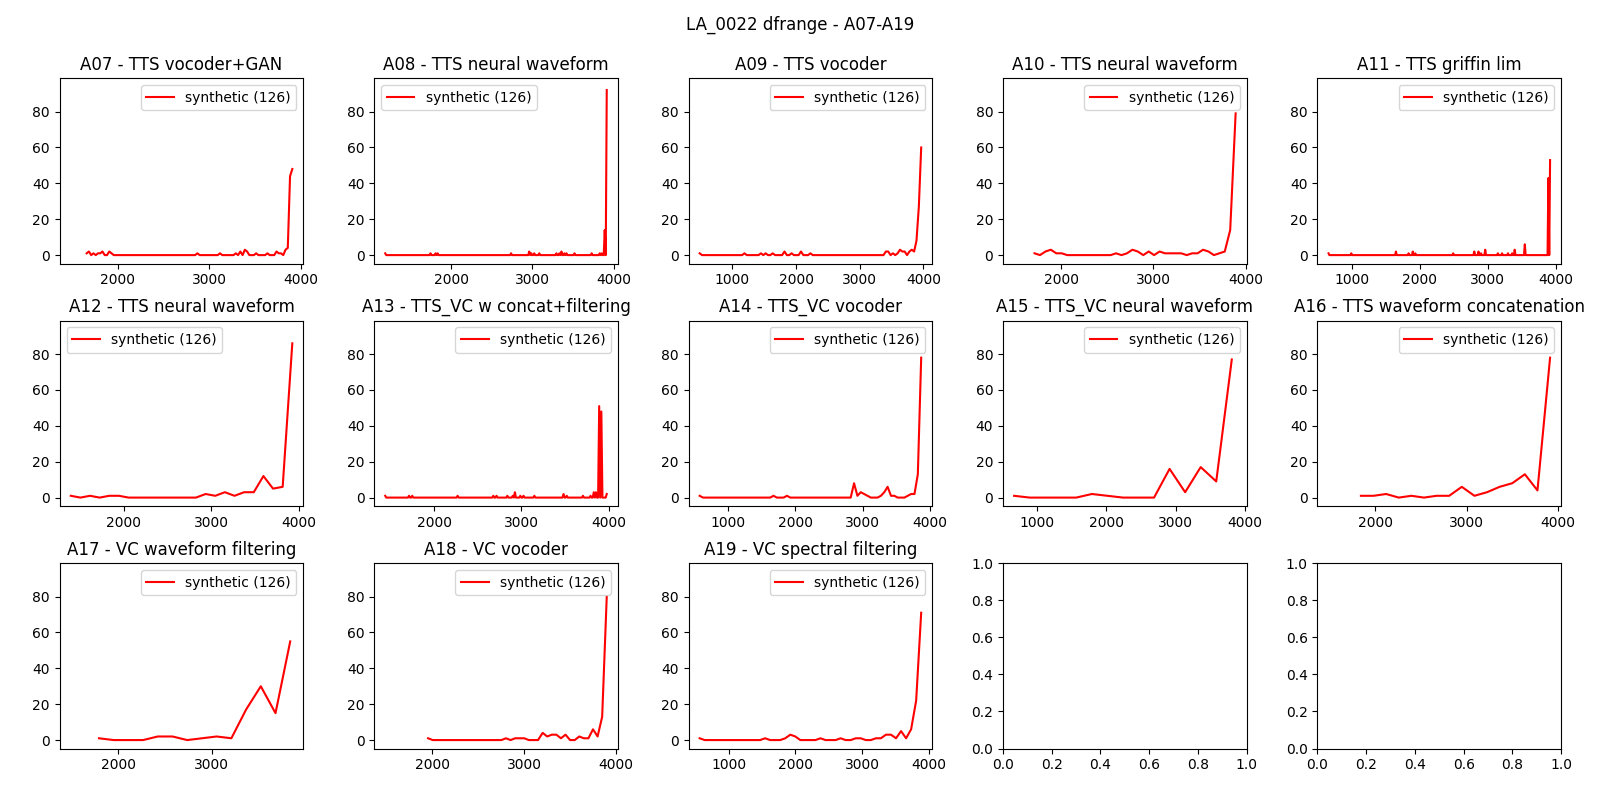 LA_0022 dfrange - A07-A19
A07 - TTS vocoder+GAN
A08 - TTS neural waveform
A09 - TTS vocoder
A10 - TTS neural waveform
A11 - TTS griffin lim
synthetic (126)
synthetic (126)
synthetic (126)
synthetic (126)
synthetic (126)
80 80 80 80 80
60 60 60 60 60
40 40 40 40 40
20 20 20 20 20
0 0 0 0 0
2000 3000 4000
2000 3000 4000
1000 2000 3000 4000
2000 3000 4000
1000 2000 3000 4000
A12 - TTS neural waveform
A13 - TTS_VC w concat+filtering
A14 - TTS_VC vocoder
A15 - TTS_VC neural waveform
A16 - TTS waveform concatenation
synthetic (126)
synthetic (126)
synthetic (126)
synthetic (126)
synthetic (126)
80 80 80 80 80
60 60 60 60 60
40 40 40 40 40
20 20 20 20 20
0 0 0 0 0
2000 3000 4000
2000 3000 4000
1000 2000 3000 4000
1000 2000 3000 4000
2000 3000 4000
A17 - VC waveform filtering
A18 - VC vocoder
A19 - VC spectral filtering
synthetic (126)
synthetic (126)
synthetic (126)
80 80 80
60 60 60
40 40 40
20 20 20
0 0 0
2000 3000
2000 3000 4000
1000 2000 3000 4000
1.0 1.0
0.8 0.8
0.6 0.6
0.4 0.4
0.2 0.2
0.0 0.0
0.0 0.2 0.4 0.6 0.8 1.0
0.0 0.2 0.4 0.6 0.8 1.0